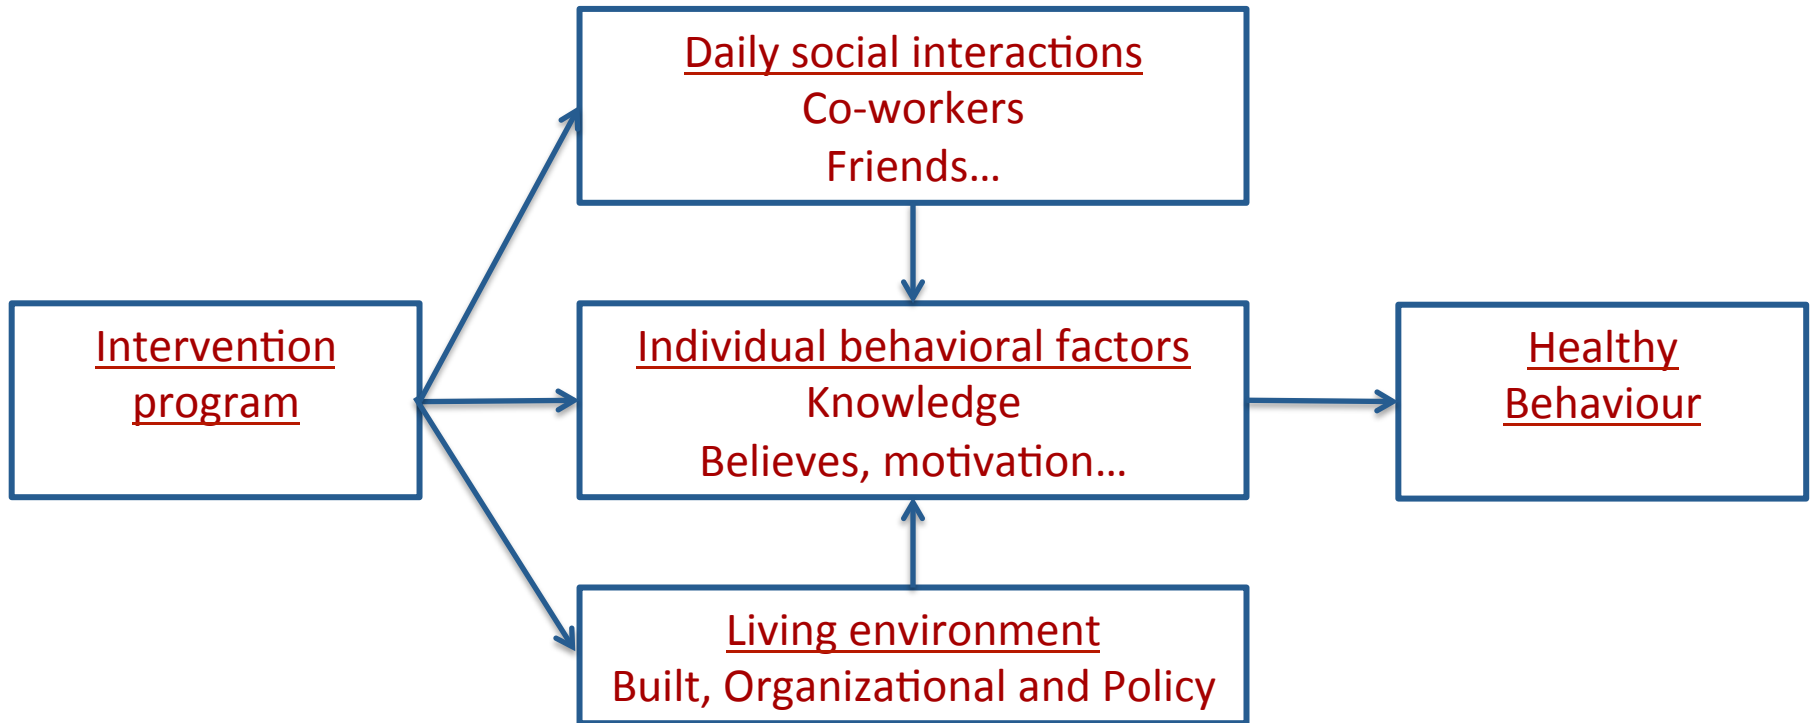 Daily social interactions
Co-workers
Friends…
Intervention
program
Individual behavioral factors
Knowledge
Believes, motivation…
Healthy
Behaviour
Living environment
Built, Organizational and Policy